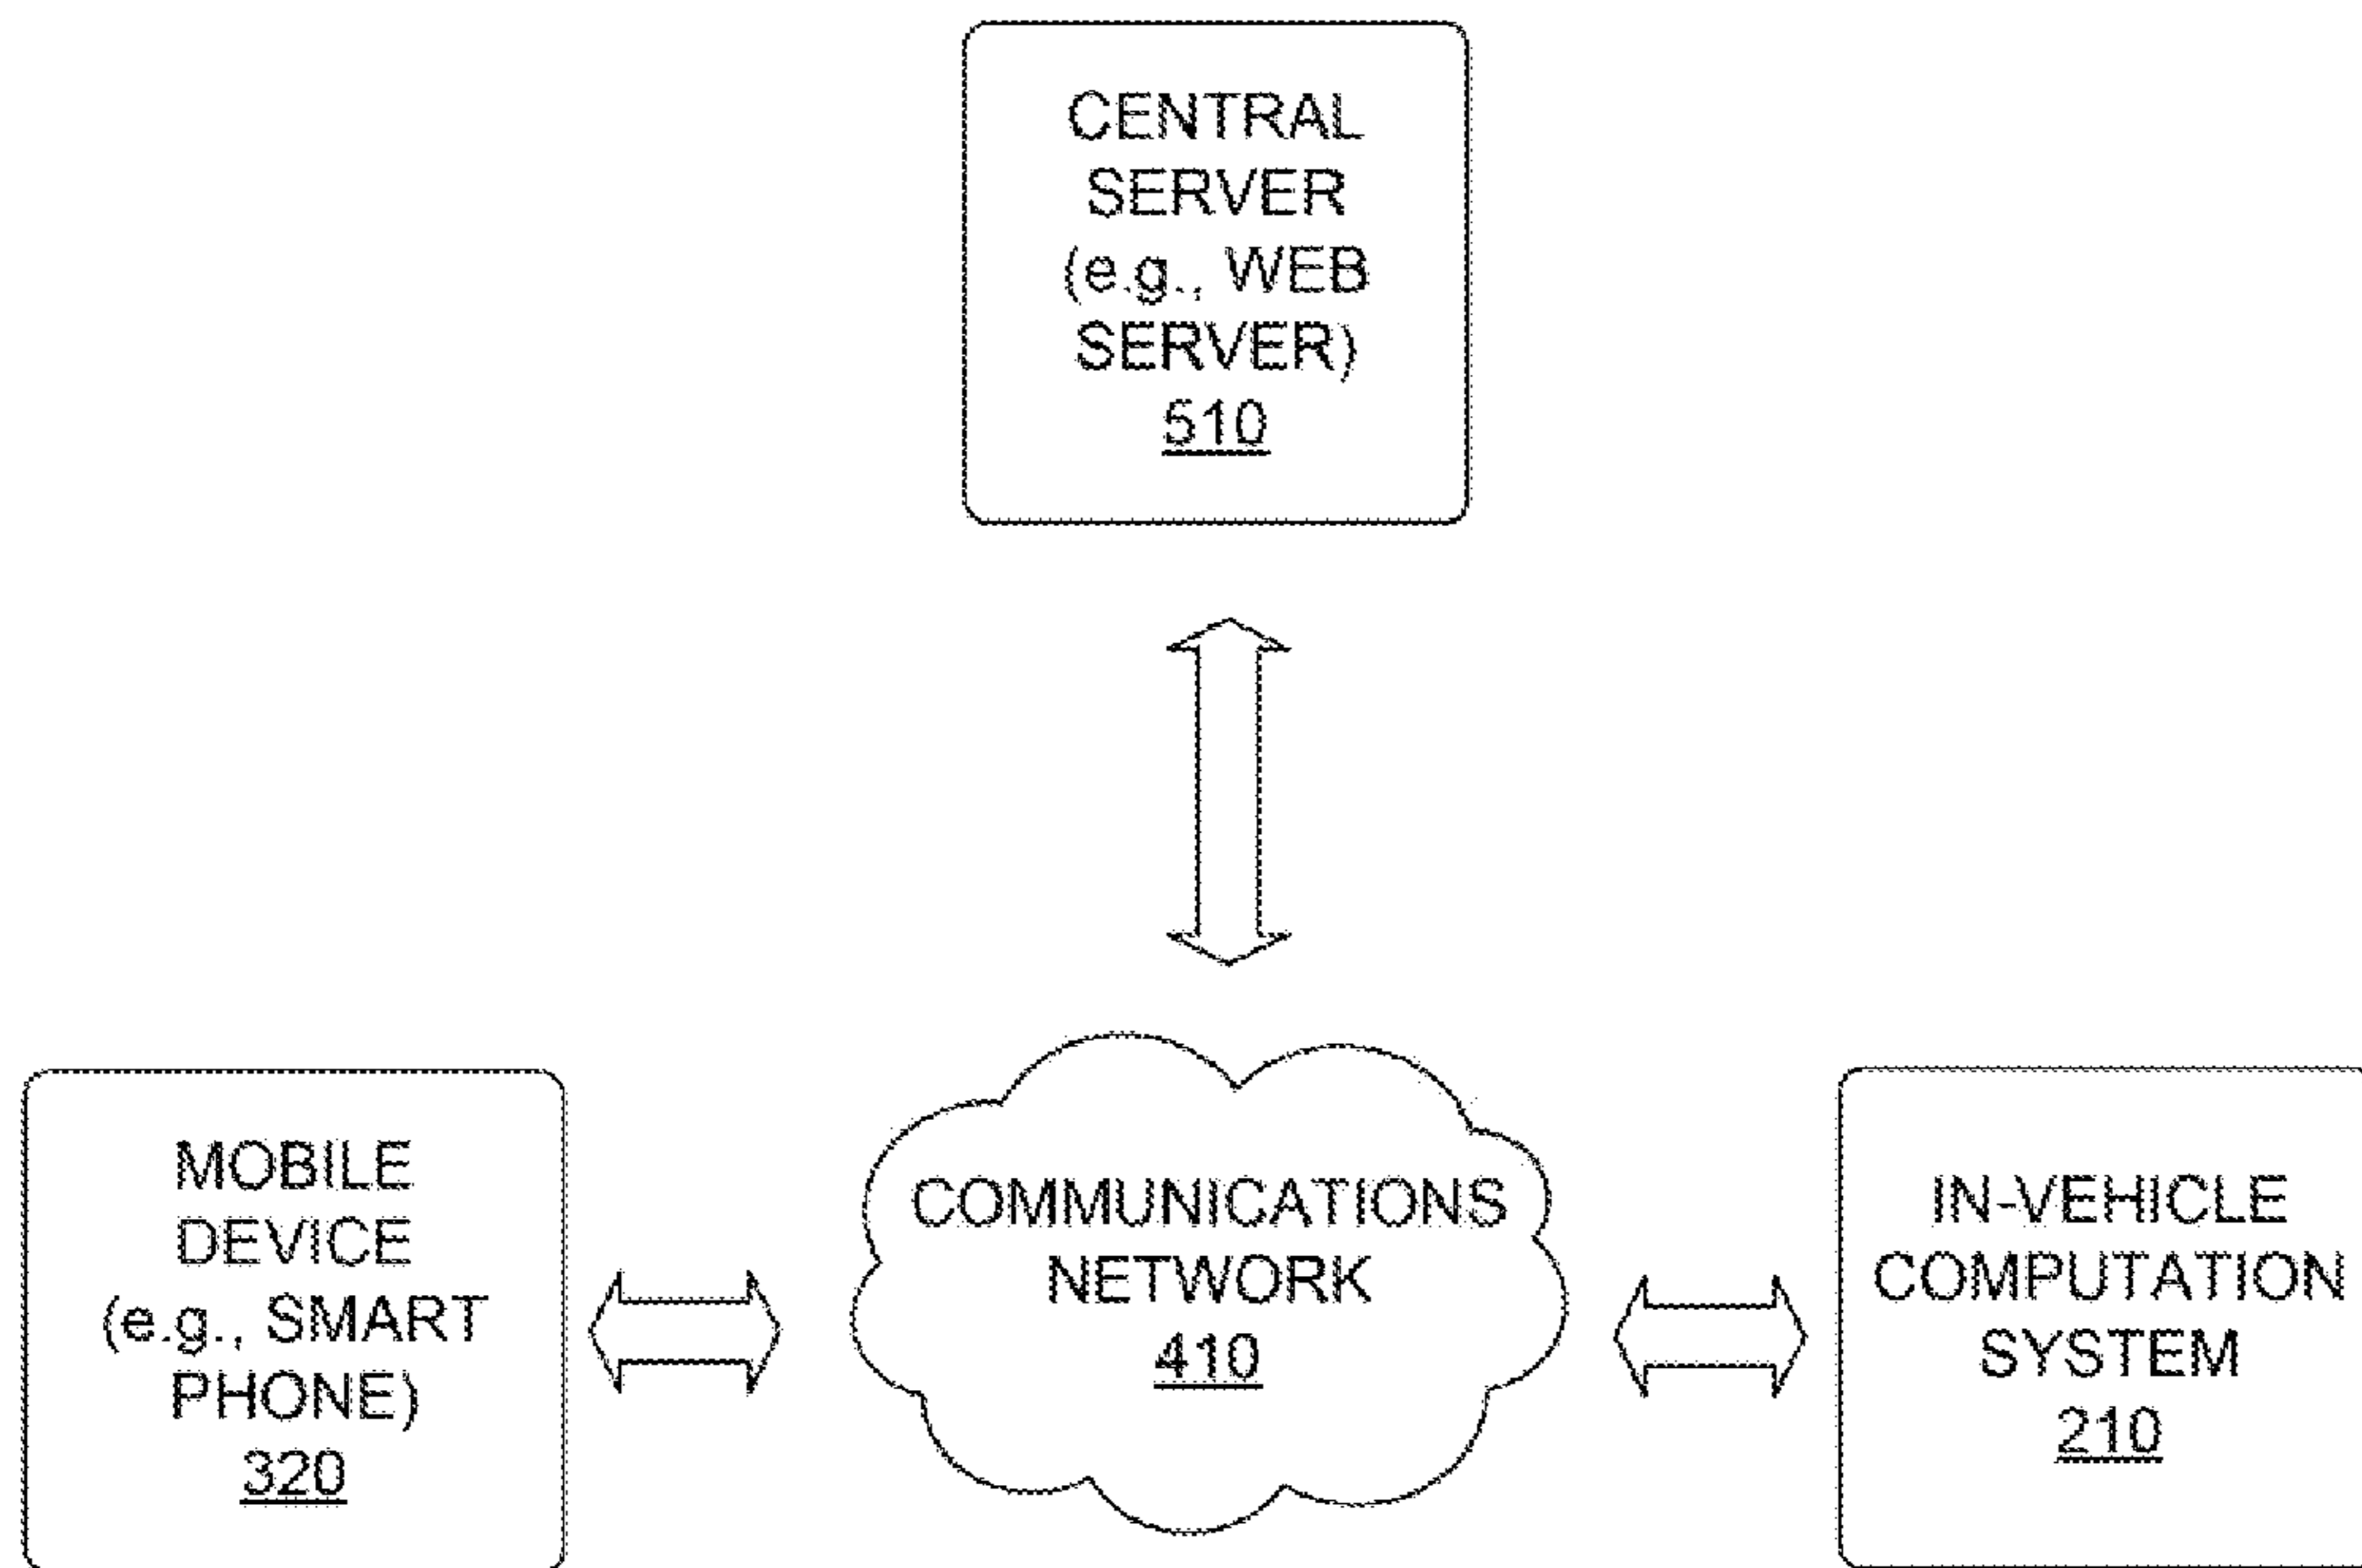 CENTRAL
SERVER
(e.g., WEB
SERVER)
510
MOBILE
DEVICE
(e.g., SMART
PHONE)
320
COMMUNICATIONS
NETWORK
410
IN-VEHICLE
COMPUTATION
SYSTEM
210